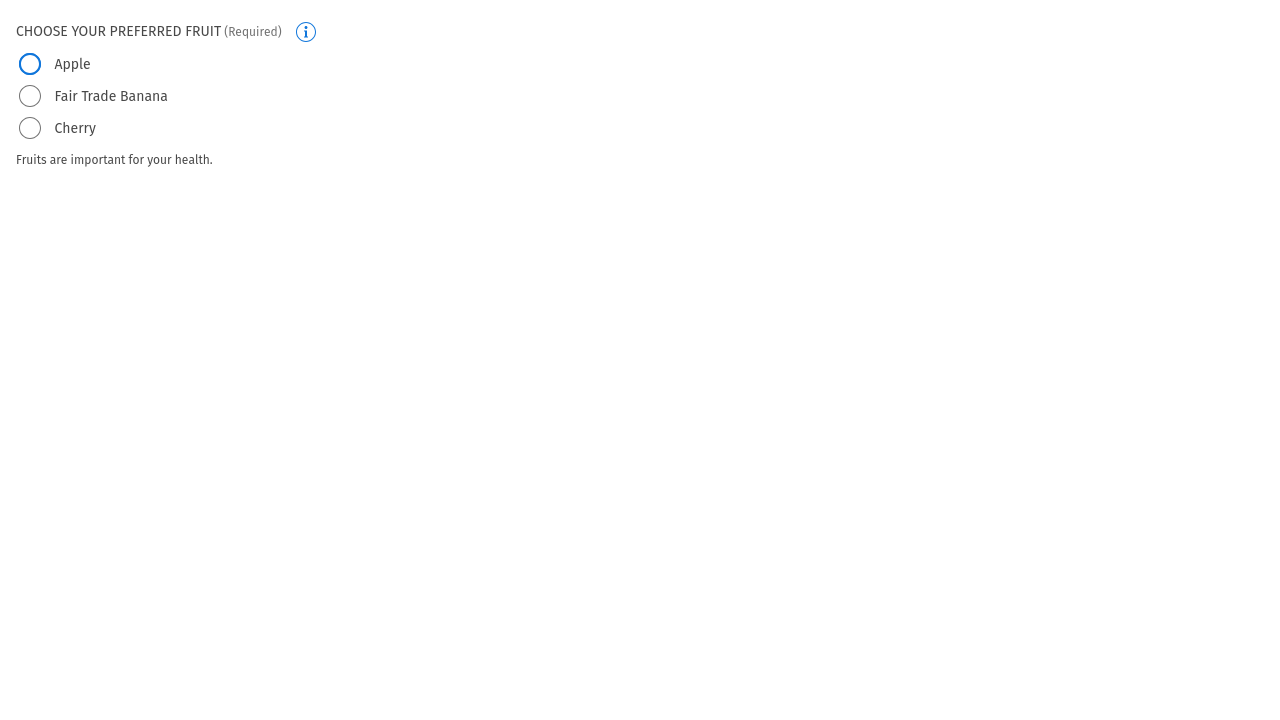 CHOOSE YOUR PREFERRED FRUIT (Required)
Apple
Fair Trade Banana
Cherry
Fruits are important for your health.